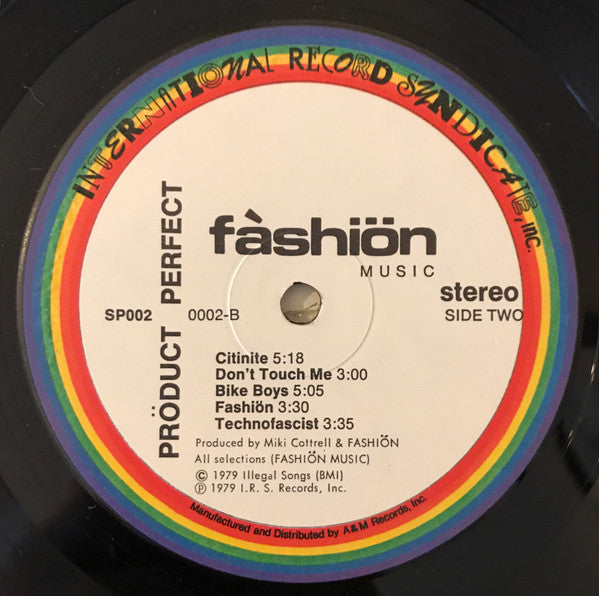 INTERNATIONAL RECORD SYNDICATE, INC.
PRÖDUCT PERFECT
fàshiön
MUSIC
stereo
SP002 0002-B SIDE TWO
Citinite 5:18
Don't Touch Me 3:00
Bike Boys 5:05
Fashiön 3:30
Technofascist 3:35
Produced by Miki Cottrell & FASHIÖN
All selections (FASHIÖN MUSIC)
© 1979 Illegal Songs (BMI)
℗ 1979 I.R.S. Records, Inc.
Manufactured and Distributed by A&M Records, Inc.